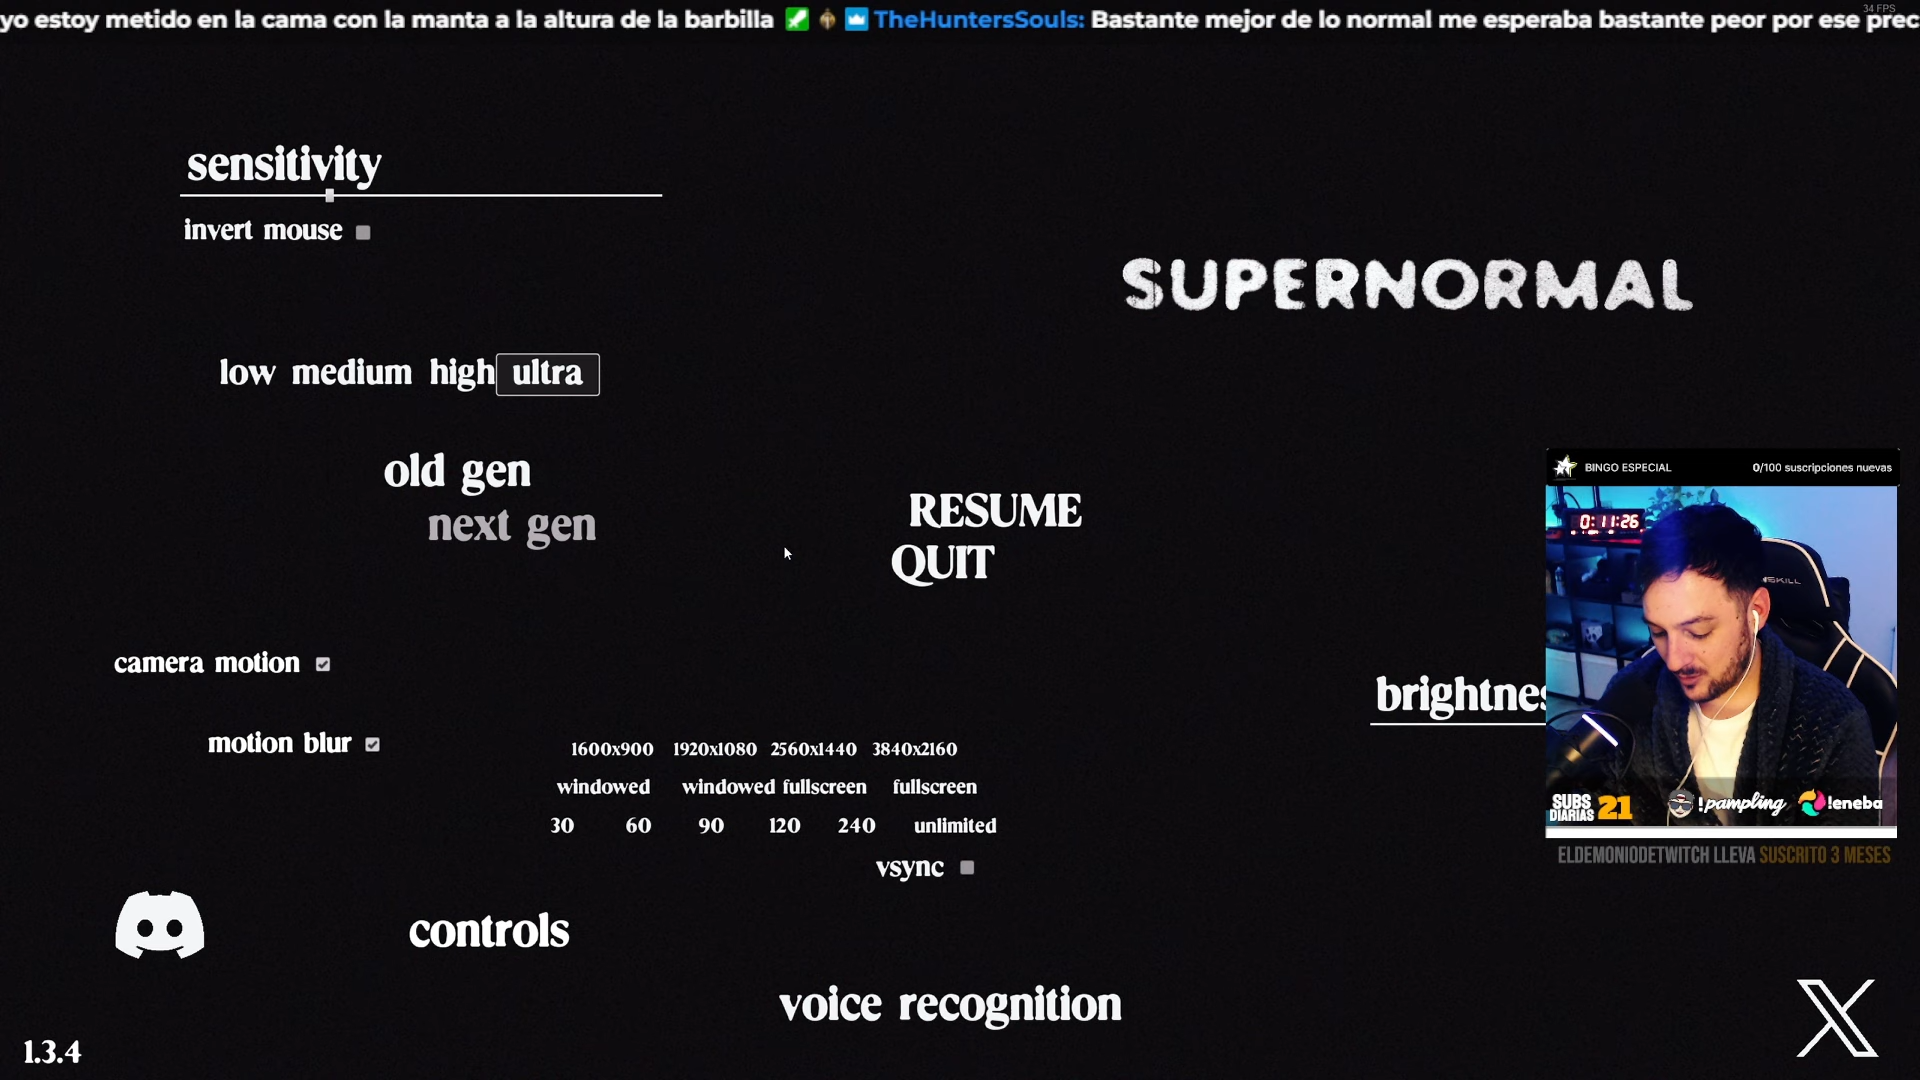 yo estoy metido en la cama con la manta a la altura de la barbilla TheHuntersSouls: Bastante mejor de lo normal me esperaba bastante peor por ese prec
34 FPS
sensitivity
invert mouse
SUPERNORMAL
low medium high ultra
old gen
next gen
RESUME
QUIT
BINGO ESPECIAL 0/100 suscripciones nuevas
0:11:26
SKILL
camera motion
brightnes
motion blur
1600x900 1920x1080 2560x1440 3840x2160
windowed windowed fullscreen fullscreen
30 60 90 120 240 unlimited
vsync
SUBS DIARIAS 21 !pampling !eneba
ELDEMONIODETWITCH LLEVA SUSCRITO 3 MESES
controls
voice recognition
1.3.4